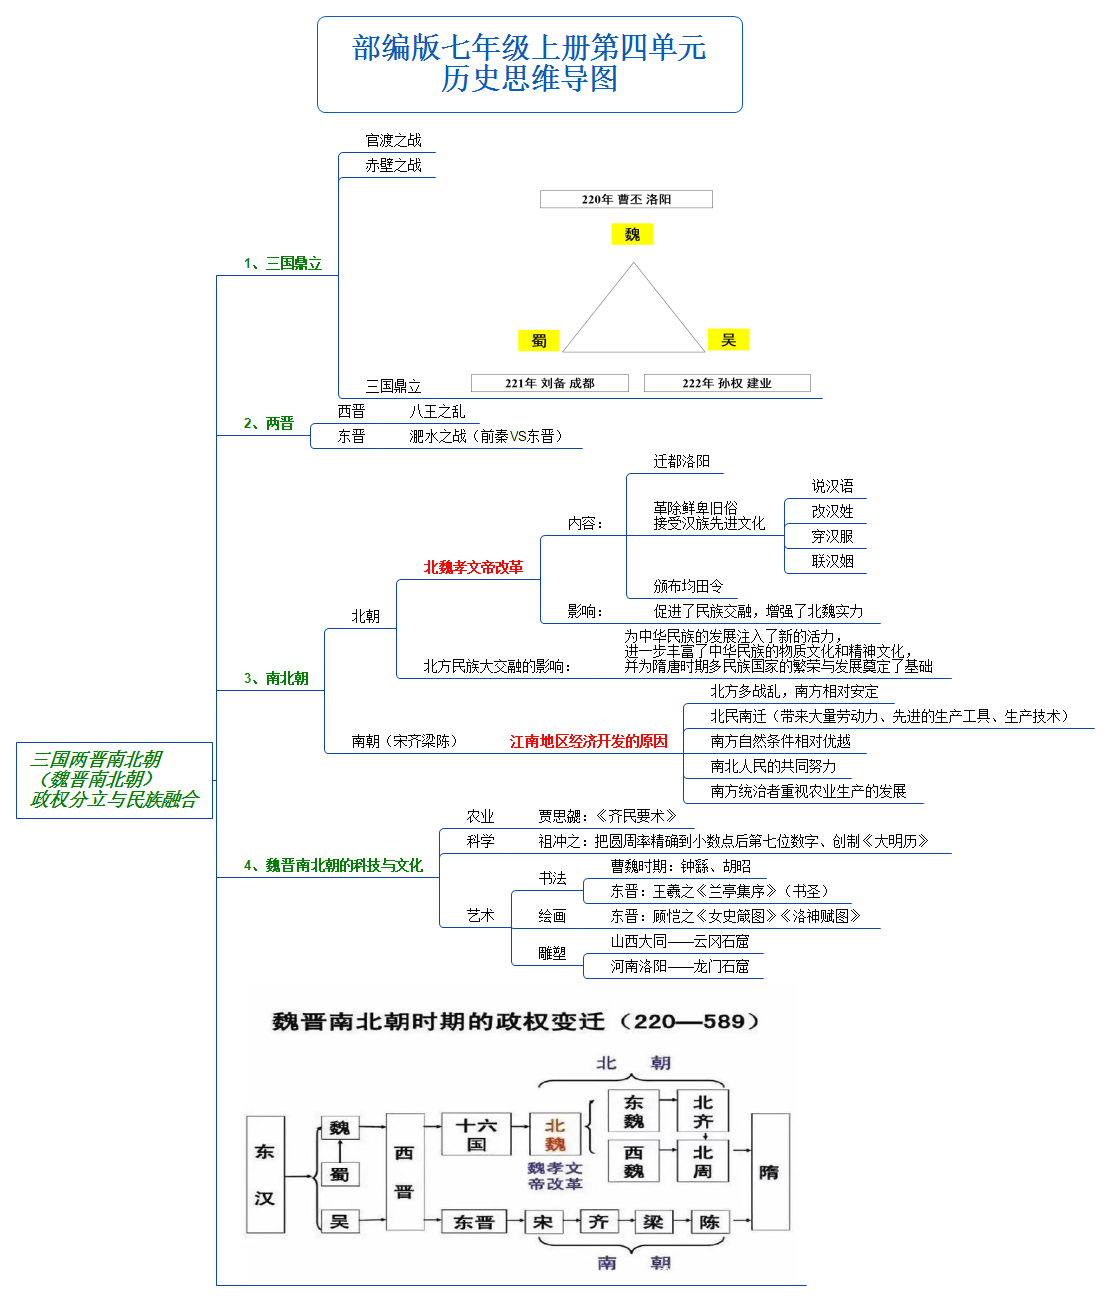 部编版七年级上册第四单元
历史思维导图
官渡之战
赤壁之战
220年 曹丕 洛阳
魏
1、三国鼎立
蜀
吴
221年 刘备 成都
222年 孙权 建业
三国鼎立
2、两晋
西晋
八王之乱
东晋
淝水之战（前秦VS东晋）
迁都洛阳
说汉语
革除鲜卑旧俗
接受汉族先进文化
改汉姓
内容：
穿汉服
联汉姻
北魏孝文帝改革
颁布均田令
北朝
影响：
促进了民族交融，增强了北魏实力
北方民族大交融的影响：
为中华民族的发展注入了新的活力，
进一步丰富了中华民族的物质文化和精神文化，
并为隋唐时期多民族国家的繁荣与发展奠定了基础
3、南北朝
北方多战乱，南方相对安定
北民南迁（带来大量劳动力、先进的生产工具、生产技术）
南朝（宋齐梁陈）
江南地区经济开发的原因
南方自然条件相对优越
南北人民的共同努力
南方统治者重视农业生产的发展
三国两晋南北朝
（魏晋南北朝）
政权分立与民族融合
农业
贾思勰：《齐民要术》
科学
祖冲之：把圆周率精确到小数点后第七位数字、创制《大明历》
4、魏晋南北朝的科技与文化
书法
曹魏时期：钟繇、胡昭
东晋：王羲之《兰亭集序》（书圣）
艺术
绘画
东晋：顾恺之《女史箴图》《洛神赋图》
雕塑
山西大同——云冈石窟
河南洛阳——龙门石窟
魏晋南北朝时期的政权变迁（220—589）
北 朝
东汉
魏
蜀
吴
西晋
十六国
北魏
魏孝文
帝改革
东魏
北齐
西魏
北周
隋
东晋
宋
齐
梁
陈
南 朝